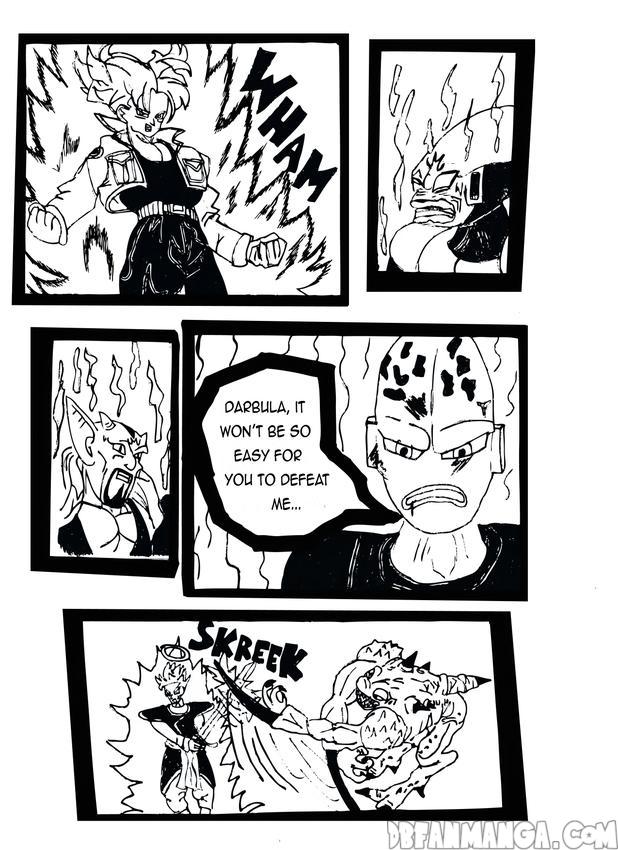 WHAM
DARBULA, IT
WON'T BE SO
EASY FOR
YOU TO DEFEAT
ME...
SKREEK
DBFANMANGA.COM